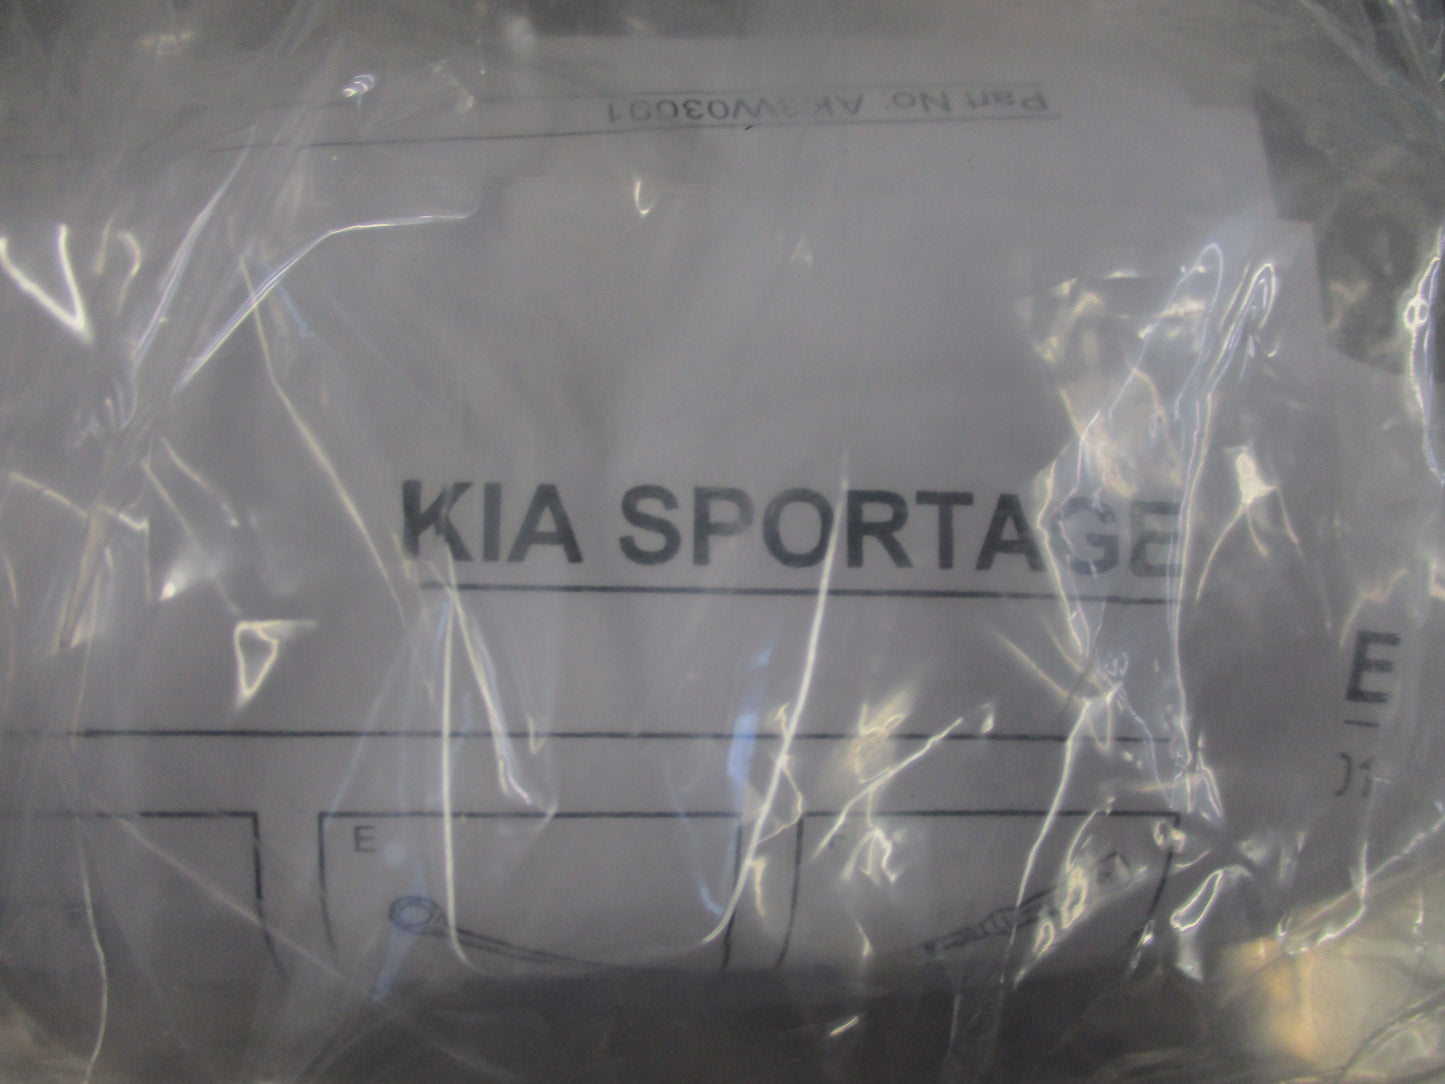 Part No: AK3W03001
KIA SPORTAGE
E
E